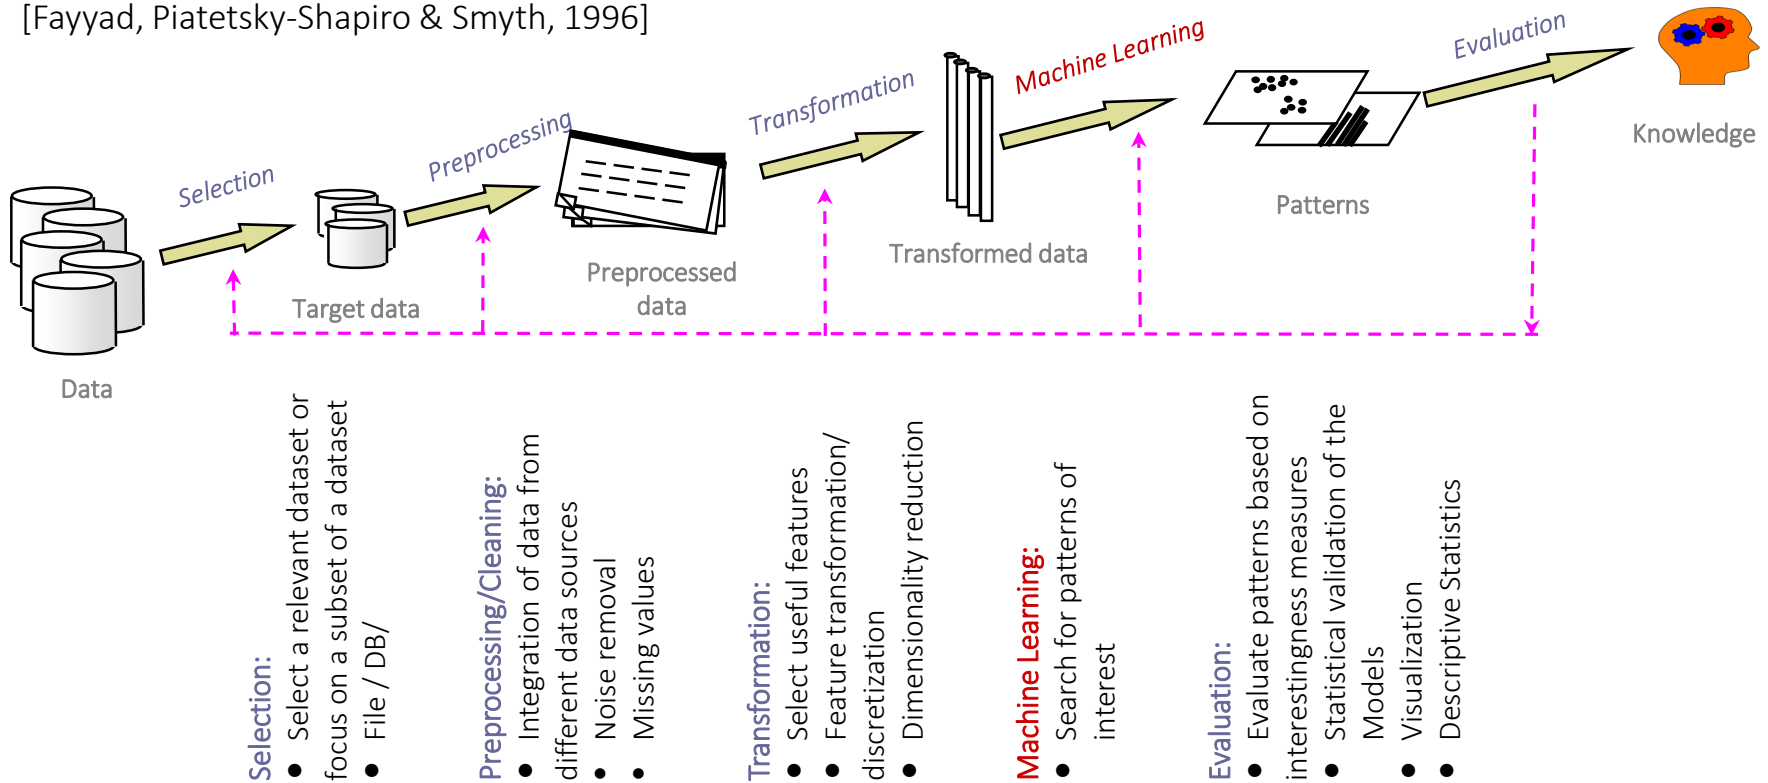 [Fayyad, Piatetsky-Shapiro & Smyth, 1996]
Selection
Preprocessing
Transformation
Machine Learning
Evaluation
Data
Target data
Preprocessed
data
Transformed data
Patterns
Knowledge
Selection:
● Select a relevant dataset or
focus on a subset of a dataset
● File / DB/
Preprocessing/Cleaning:
● Integration of data from
different data sources
● Noise removal
● Missing values
Transformation:
● Select useful features
● Feature transformation/
discretization
● Dimensionality reduction
Machine Learning:
● Search for patterns of
interest
Evaluation:
● Evaluate patterns based on
interestingness measures
● Statistical validation of the
Models
● Visualization
● Descriptive Statistics